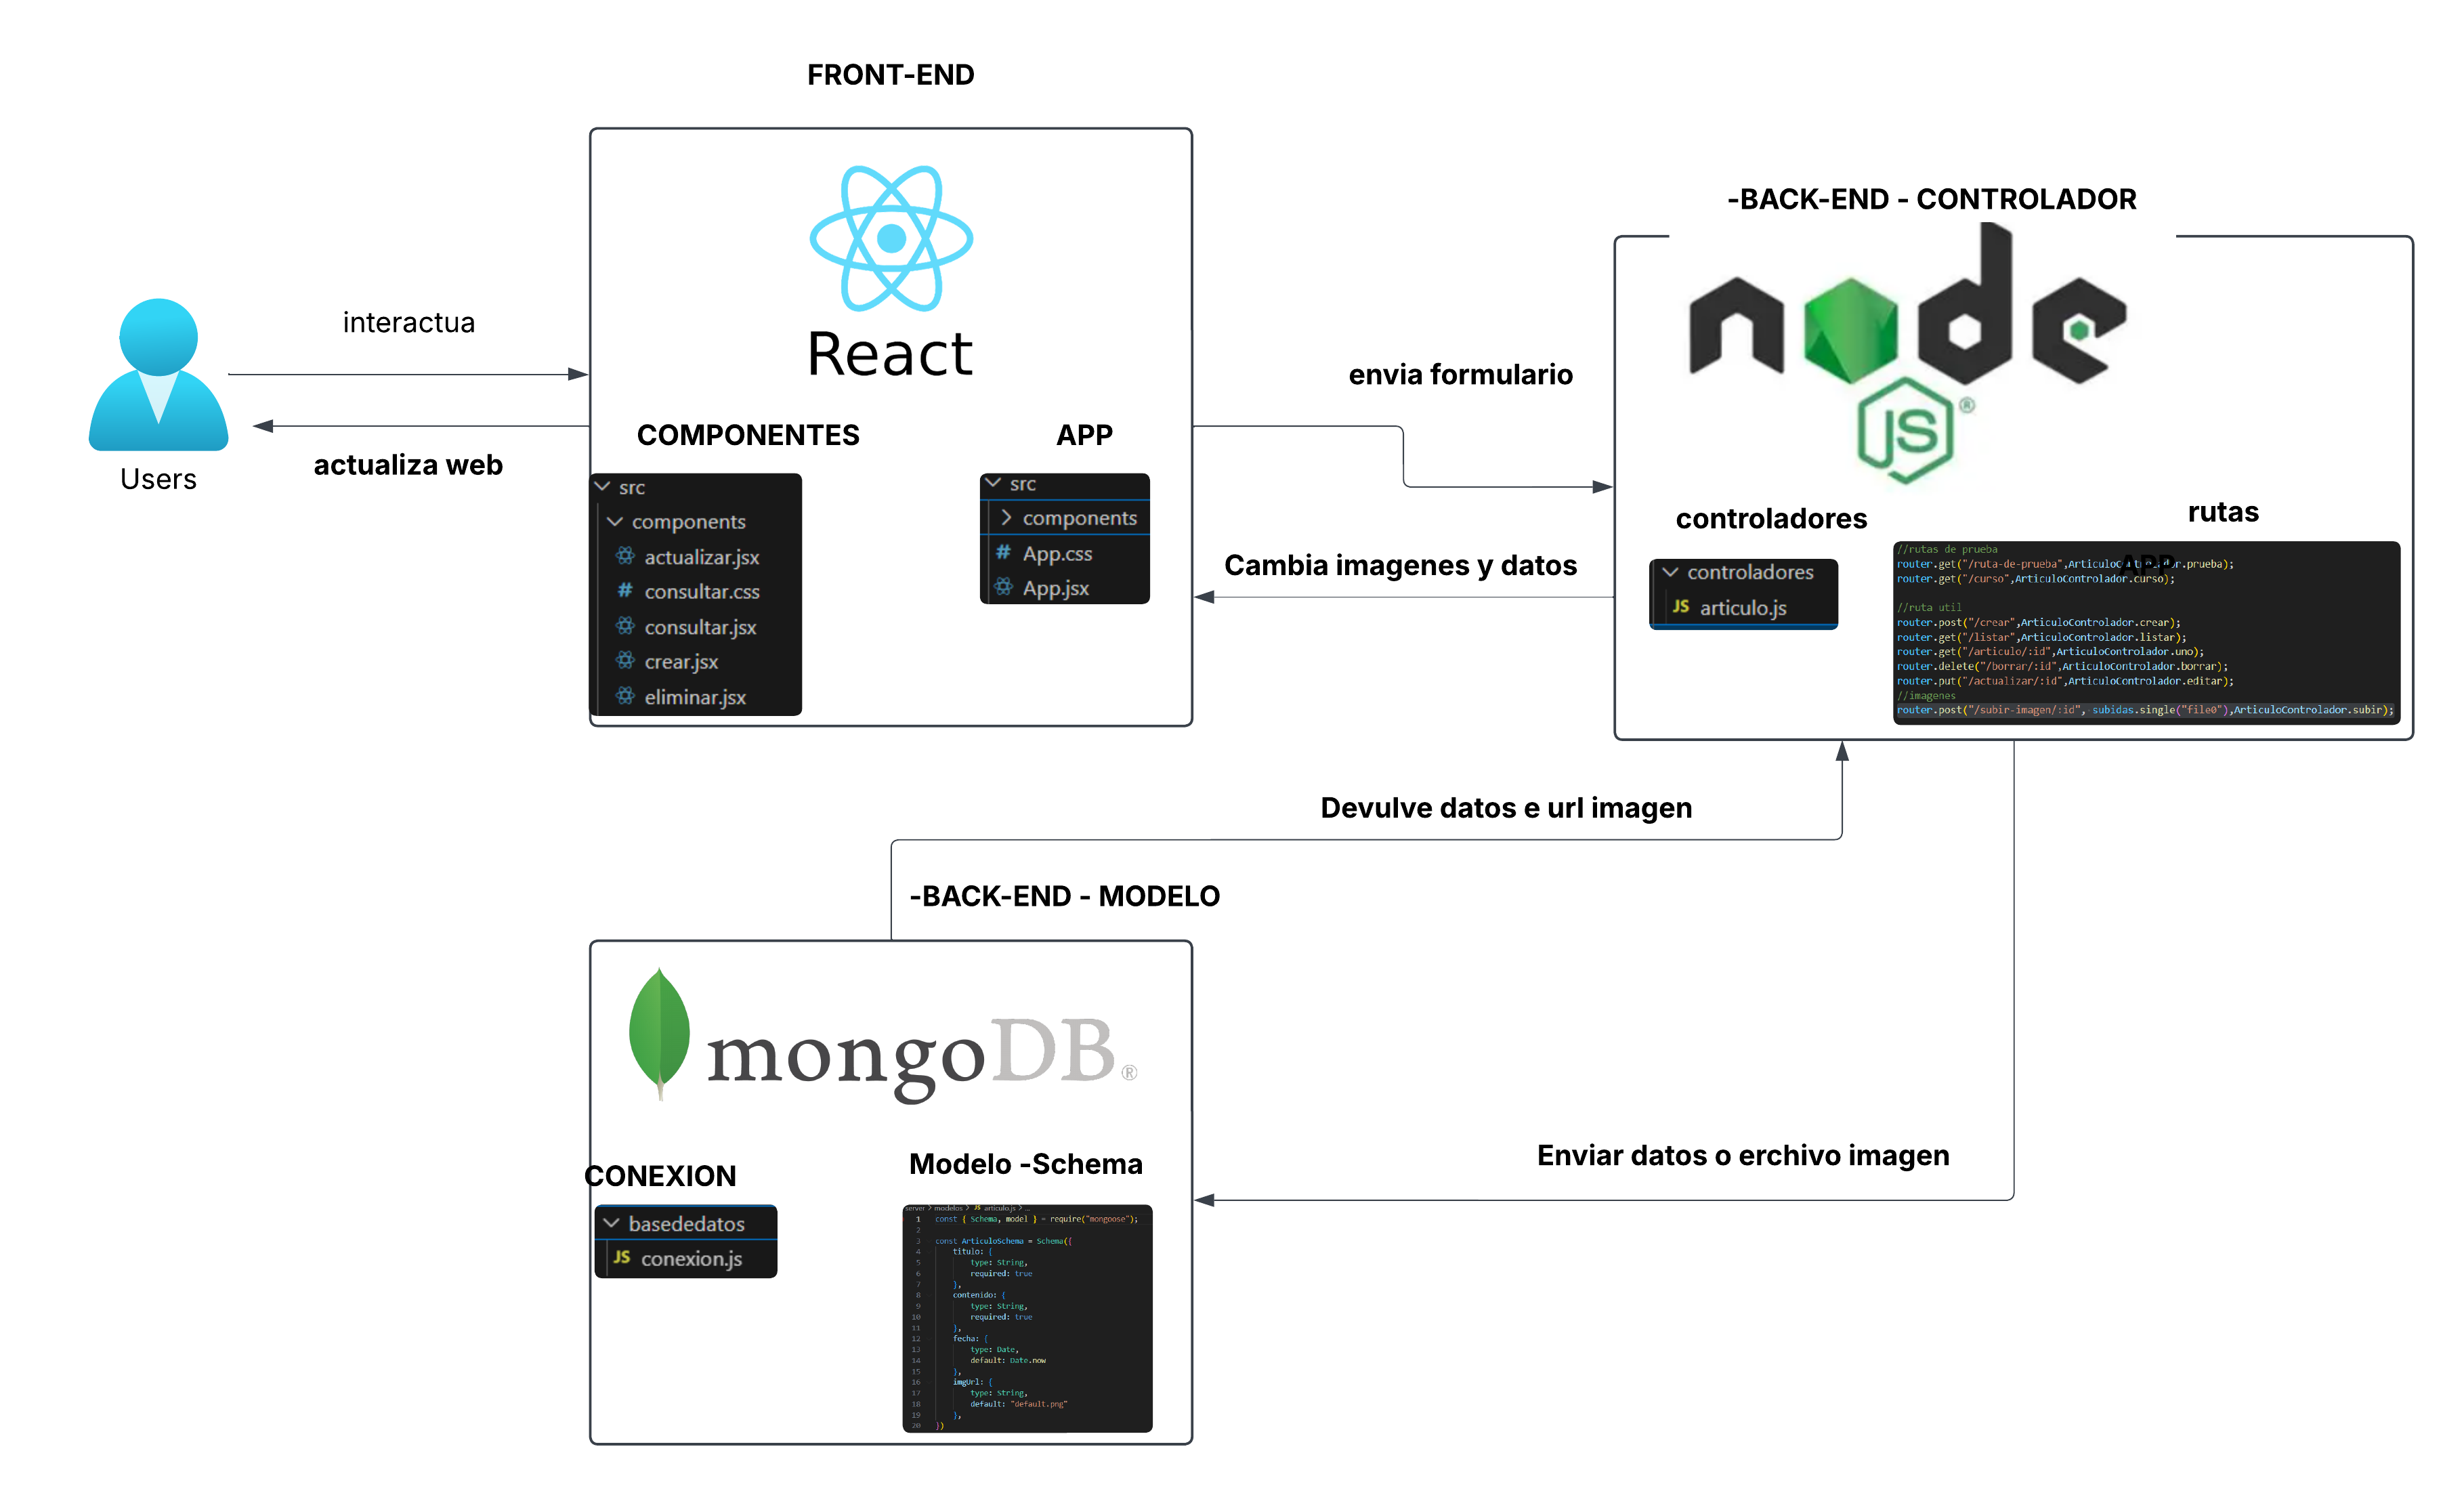 FRONT-END
React
COMPONENTES
APP
src
components
actualizar.jsx
# consultar.css
consultar.jsx
crear.jsx
eliminar.jsx
src
components
# App.css
App.jsx
interactua
actualiza web
Users
envia formulario
Cambia imagenes y datos
-BACK-END - CONTROLADOR
node
JS ®
controladores
rutas
controladores
JS articulo.js
APP
//rutas de prueba
router.get("/ruta-de-prueba",ArticuloControlador.prueba);
router.get("/curso",ArticuloControlador.curso);
//ruta util
router.post("/crear",ArticuloControlador.crear);
router.get("/listar",ArticuloControlador.listar);
router.get("/articulo/:id",ArticuloControlador.uno);
router.delete("/borrar/:id",ArticuloControlador.borrar);
router.put("/actualizar/:id",ArticuloControlador.editar);
//imagenes
router.post("/subir-imagen/:id", subidas.single("file0"),ArticuloControlador.subir);
Devulve datos e url imagen
-BACK-END - MODELO
mongoDB®
CONEXION
basededatos
JS conexion.js
Modelo -Schema
server > modelos > JS articulo.js > ...
1 const { Schema, model } = require("mongoose");
2
3 const ArticuloSchema = Schema({
4 titulo: {
5 type: String,
6 required: true
7 },
8 contenido: {
9 type: String,
10 required: true
11 },
12 fecha: {
13 type: Date,
14 default: Date.now
15 },
16 imgUrl: {
17 type: String,
18 default: "default.png"
19 },
20 })
Enviar datos o erchivo imagen